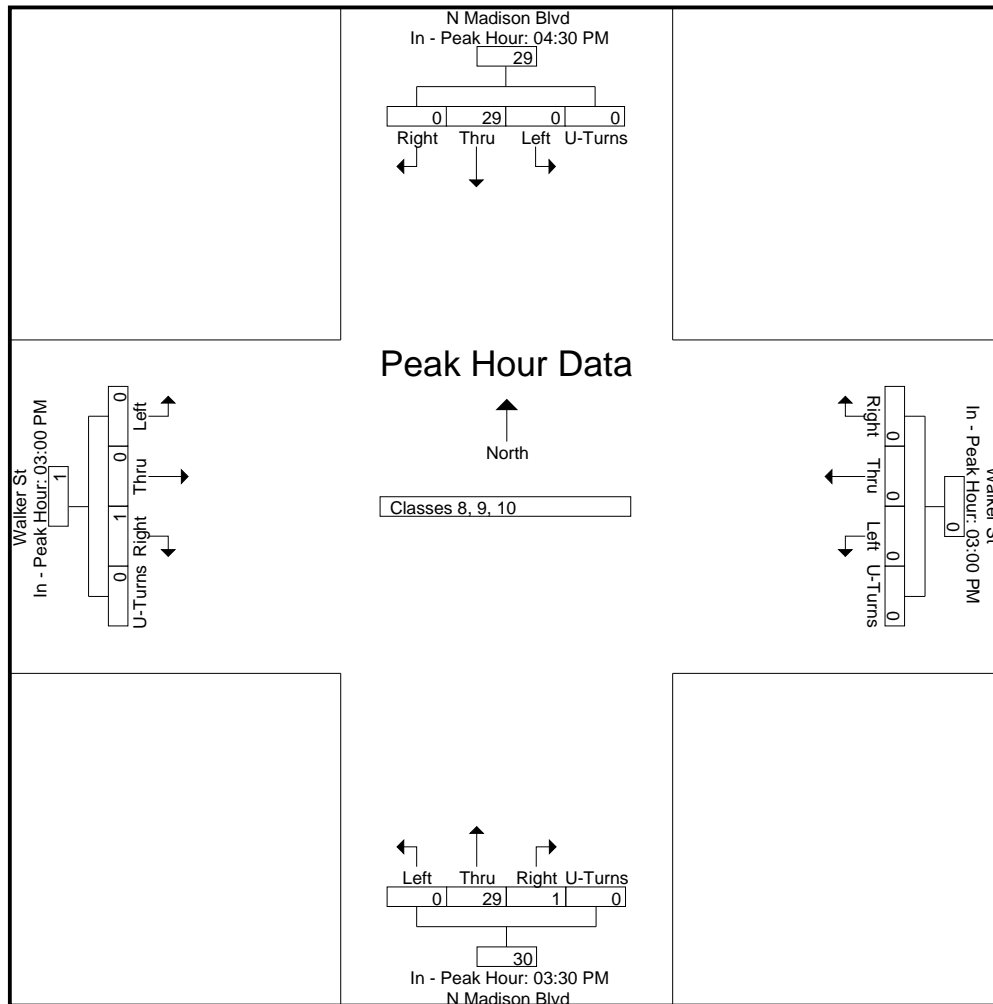 N Madison Blvd
In - Peak Hour: 04:30 PM
29
0 29 0 0
Right Thru Left U-Turns
Peak Hour Data
North
Classes 8, 9, 10
Walker St
In - Peak Hour: 03:00 PM
1
0 0 1 0
Left Thru Right U-Turns
Walker St
In - Peak Hour: 03:00 PM
0
0 0 0 0
Right Thru Left U-Turns
Left Thru Right U-Turns
0 29 1 0
30
In - Peak Hour: 03:30 PM
N Madison Blvd